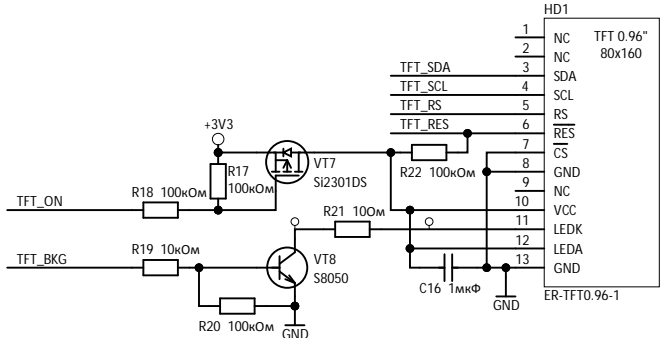 HD1
1 NC TFT 0.96"
2 NC 80x160
TFT_SDA 3 SDA
TFT_SCL 4 SCL
TFT_RS 5 RS
TFT_RES 6 RES
+3V3
7 CS
R17 100кОм
VT7 Si2301DS
R22 100кОм
8 GND
9 NC
R18 100кОм
TFT_ON
10 VCC
R21 10Ом
11 LEDK
12 LEDA
TFT_BKG
R19 10кОм
VT8 S8050
13 GND
C16 1мкФ
ER-TFT0.96-1
GND
R20 100кОм
GND